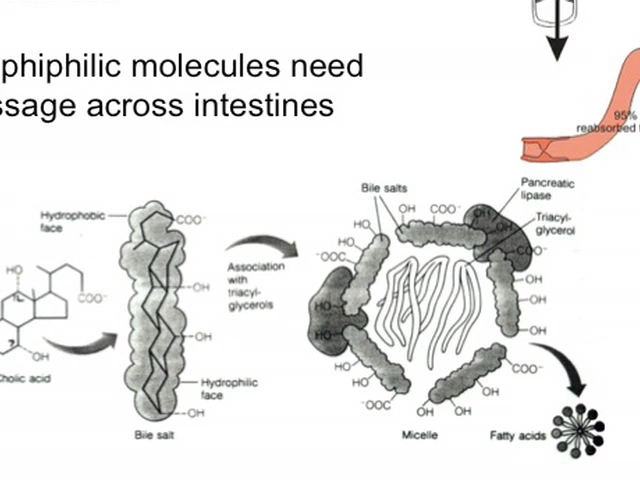 phiphilic molecules need
ssage across intestines
95%
reabsorbed
Hydrophobic
face
COO⁻
OH
OH
Hydrophilic
face
OH
Bile salt
HO
COO⁻
OH
Cholic acid
Association
with
triacyl-
glycerols
Bile salts
Pancreatic
lipase
Triacyl-
glycerol
OH
COO⁻
OH
OH
COO⁻
OH
OH
OH
COO⁻
OH
OH
OH
⁻OOC
HO
HO
HO
HO
⁻OOC
HO
HO
Micelle
Fatty acids